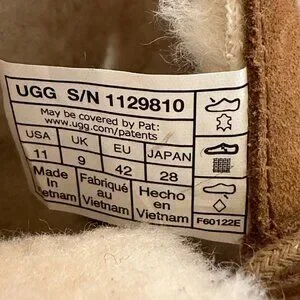 UGG S/N 1129810
May be covered by Pat:
www.ugg.com/patents
USA UK EU JAPAN
11 9 42 28
Made In Vietnam
Fabriqué au Vietnam
Hecho en Vietnam
F60122E